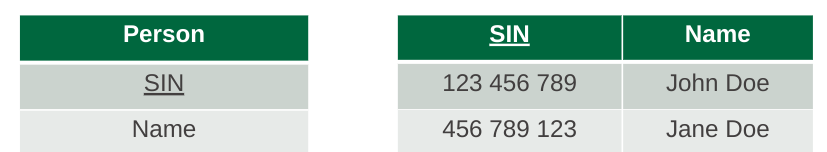 Person
SIN
Name
SIN Name
123 456 789 John Doe
456 789 123 Jane Doe